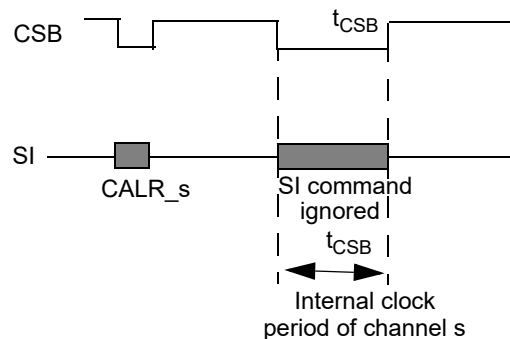 CSB
tCSB
SI
CALR_s
SI command
ignored
tCSB
Internal clock
period of channel s